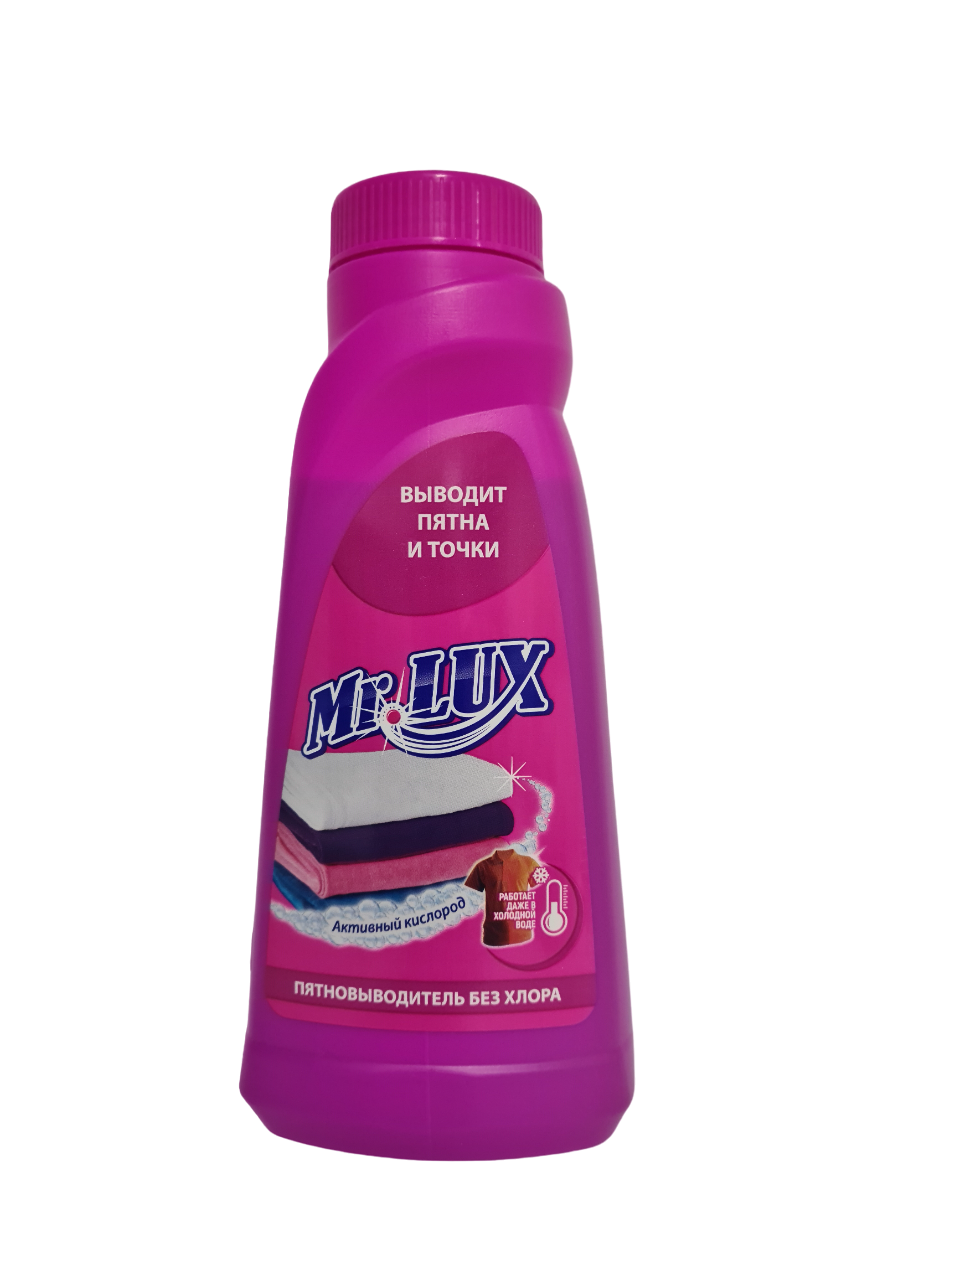 ВЫВОДИТ
ПЯТНА
И ТОЧКИ
Mr. LUX
РАБОТАЕТ
ДАЖЕ В
ХОЛОДНОЙ
ВОДЕ
Активный кислород
ПЯТНОВЫВОДИТЕЛЬ БЕЗ ХЛОРА